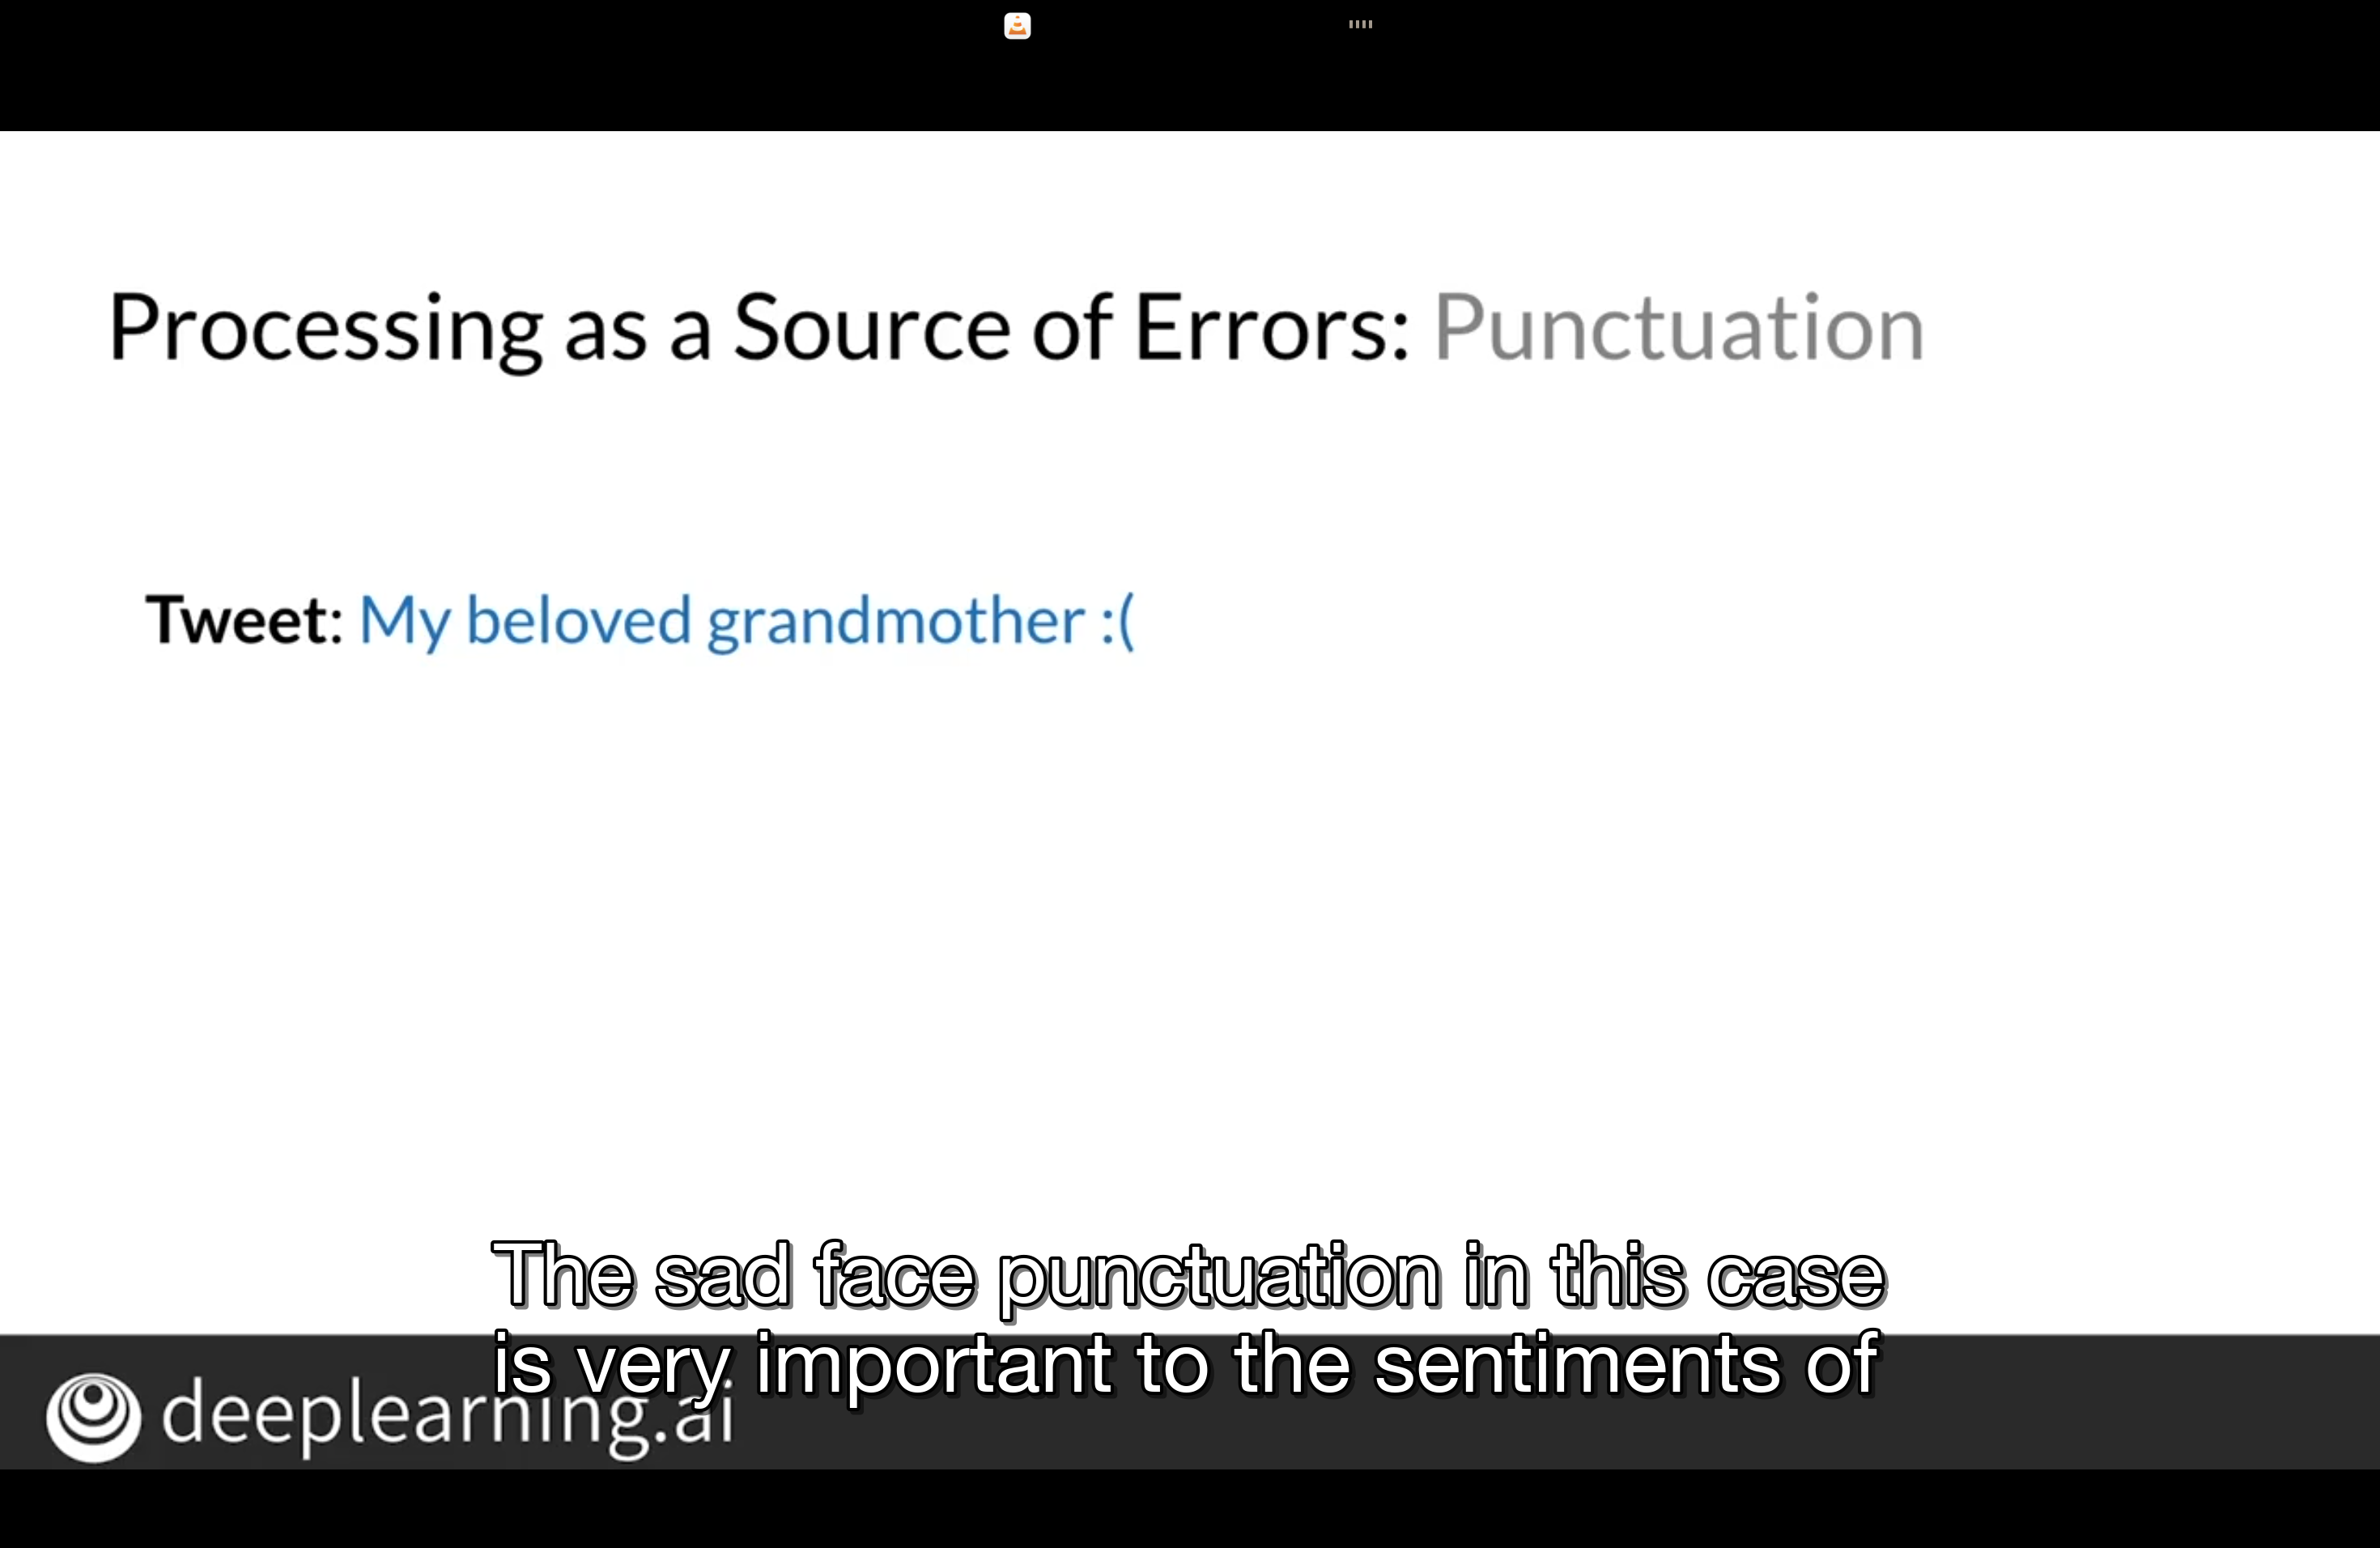 Processing as a Source of Errors: Punctuation
Tweet: My beloved grandmother :(
The sad face punctuation in this case
is very important to the sentiments of
deeplearning.ai